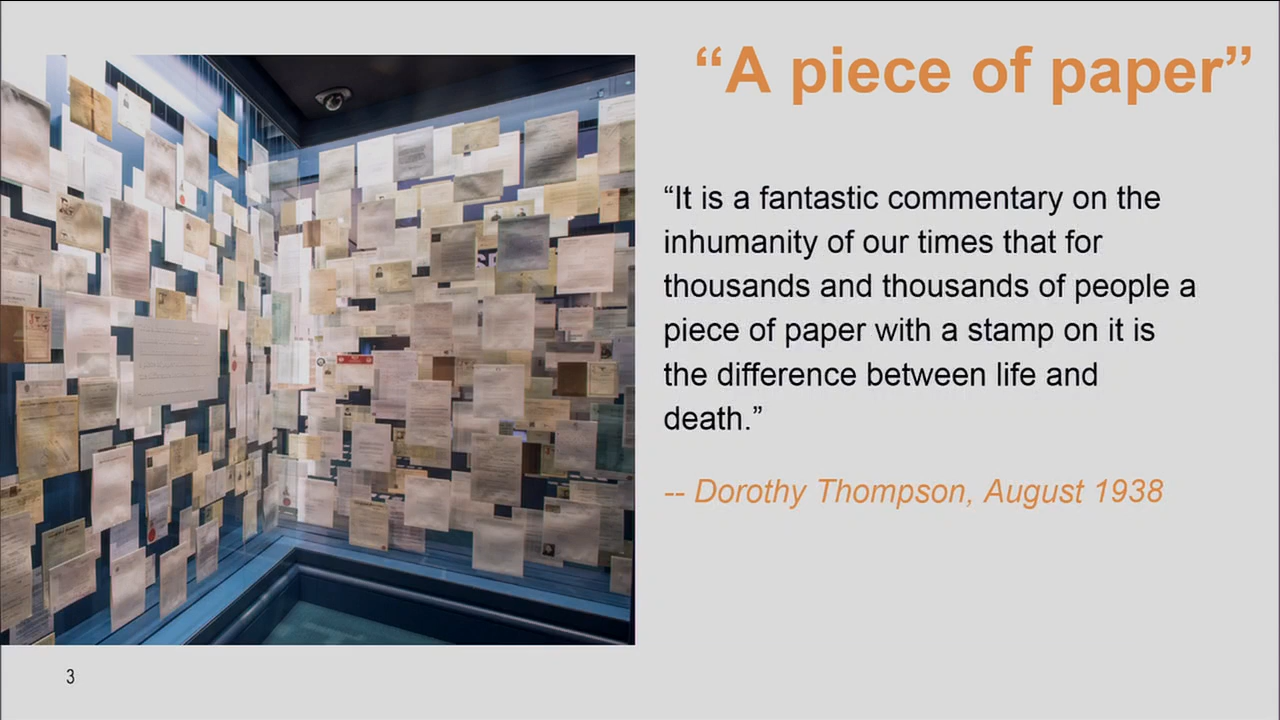 “A piece of paper”
“It is a fantastic commentary on the
inhumanity of our times that for
thousands and thousands of people a
piece of paper with a stamp on it is
the difference between life and
death.”
-- Dorothy Thompson, August 1938
3